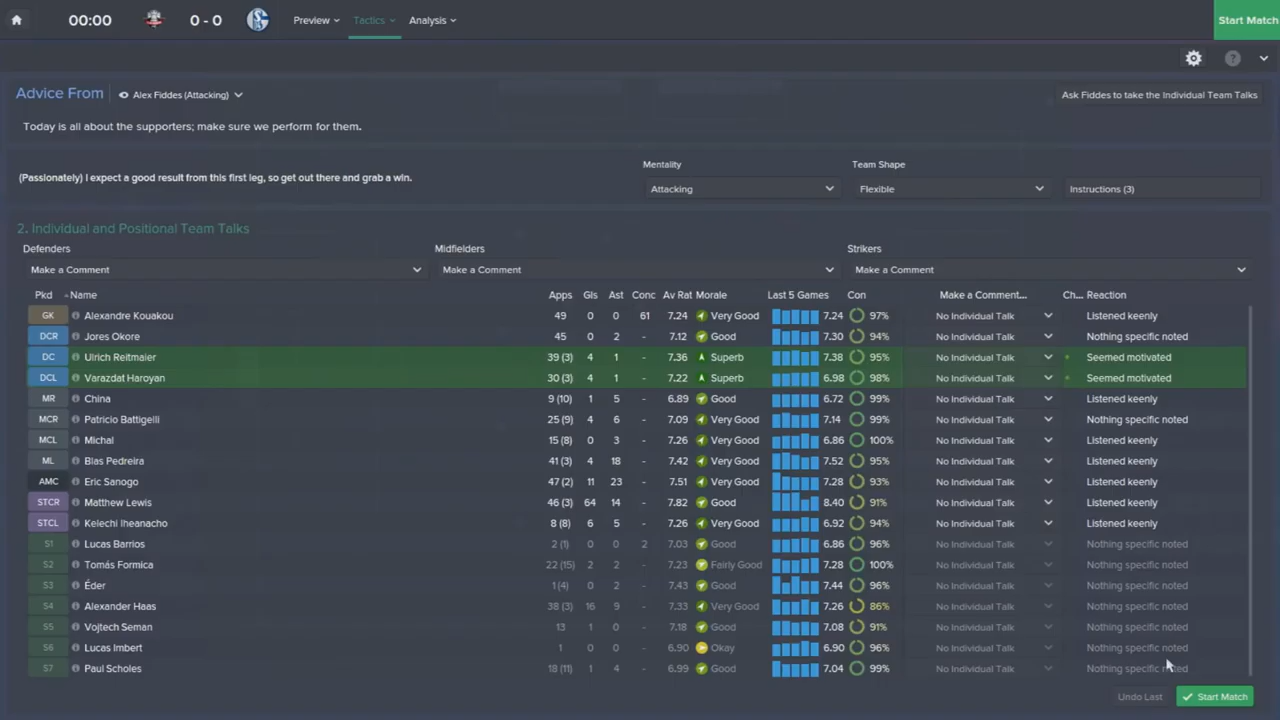 00:00 0 - 0 Preview Tactics Analysis Start Match
?
Advice From Alex Fiddes (Attacking) Ask Fiddes to take the Individual Team Talks
Today is all about the supporters; make sure we perform for them.
Mentality Team Shape
(Passionately) I expect a good result from this first leg, so get out there and grab a win. Attacking Flexible Instructions (3)
2. Individual and Positional Team Talks
Defenders Midfielders Strikers
Make a Comment Make a Comment Make a Comment
Pkd Name Apps Gls Ast Conc Av Rat Morale Last 5 Games Con Make a Comment... Ch... Reaction
GK Alexandre Kouakou 49 0 0 61 7.24 Very Good 7.24 97% No Individual Talk Listened keenly
DCR Jores Okore 45 0 2 - 7.12 Good 7.30 94% No Individual Talk Nothing specific noted
DC Ulrich Reitmaier 39 (3) 4 1 - 7.36 Superb 7.38 95% No Individual Talk Seemed motivated
DCL Varazdat Haroyan 30 (3) 4 1 - 7.22 Superb 6.98 98% No Individual Talk Seemed motivated
MR China 9 (10) 1 5 - 6.89 Good 6.72 99% No Individual Talk Listened keenly
MCR Patricio Battigelli 25 (9) 4 6 - 7.09 Very Good 7.14 99% No Individual Talk Nothing specific noted
MCL Michal 15 (8) 0 3 - 7.26 Very Good 6.86 100% No Individual Talk Listened keenly
ML Blas Pedreira 41 (3) 4 18 - 7.42 Very Good 7.52 95% No Individual Talk Listened keenly
AMC Eric Sanogo 47 (2) 11 23 - 7.51 Very Good 7.28 93% No Individual Talk Listened keenly
STCR Matthew Lewis 46 (3) 64 14 - 7.82 Good 8.40 91% No Individual Talk Listened keenly
STCL Kelechi Iheanacho 8 (8) 6 5 - 7.26 Very Good 6.92 94% No Individual Talk Listened keenly
S1 Lucas Barrios 2 (1) 0 0 2 7.03 Good 6.86 96% No Individual Talk Nothing specific noted
S2 Tomás Formica 22 (15) 2 2 - 7.23 Fairly Good 7.28 100% No Individual Talk Nothing specific noted
S3 Éder 1 (4) 0 2 - 7.43 Good 7.44 96% No Individual Talk Nothing specific noted
S4 Alexander Haas 38 (3) 16 9 - 7.33 Very Good 7.26 86% No Individual Talk Nothing specific noted
S5 Vojtech Seman 13 1 0 - 7.18 Good 7.08 91% No Individual Talk Nothing specific noted
S6 Lucas Imbert 1 0 0 - 6.90 Okay 6.90 96% No Individual Talk Nothing specific noted
S7 Paul Scholes 18 (11) 1 4 - 6.99 Good 7.04 99% No Individual Talk Nothing specific noted
Undo Last Start Match